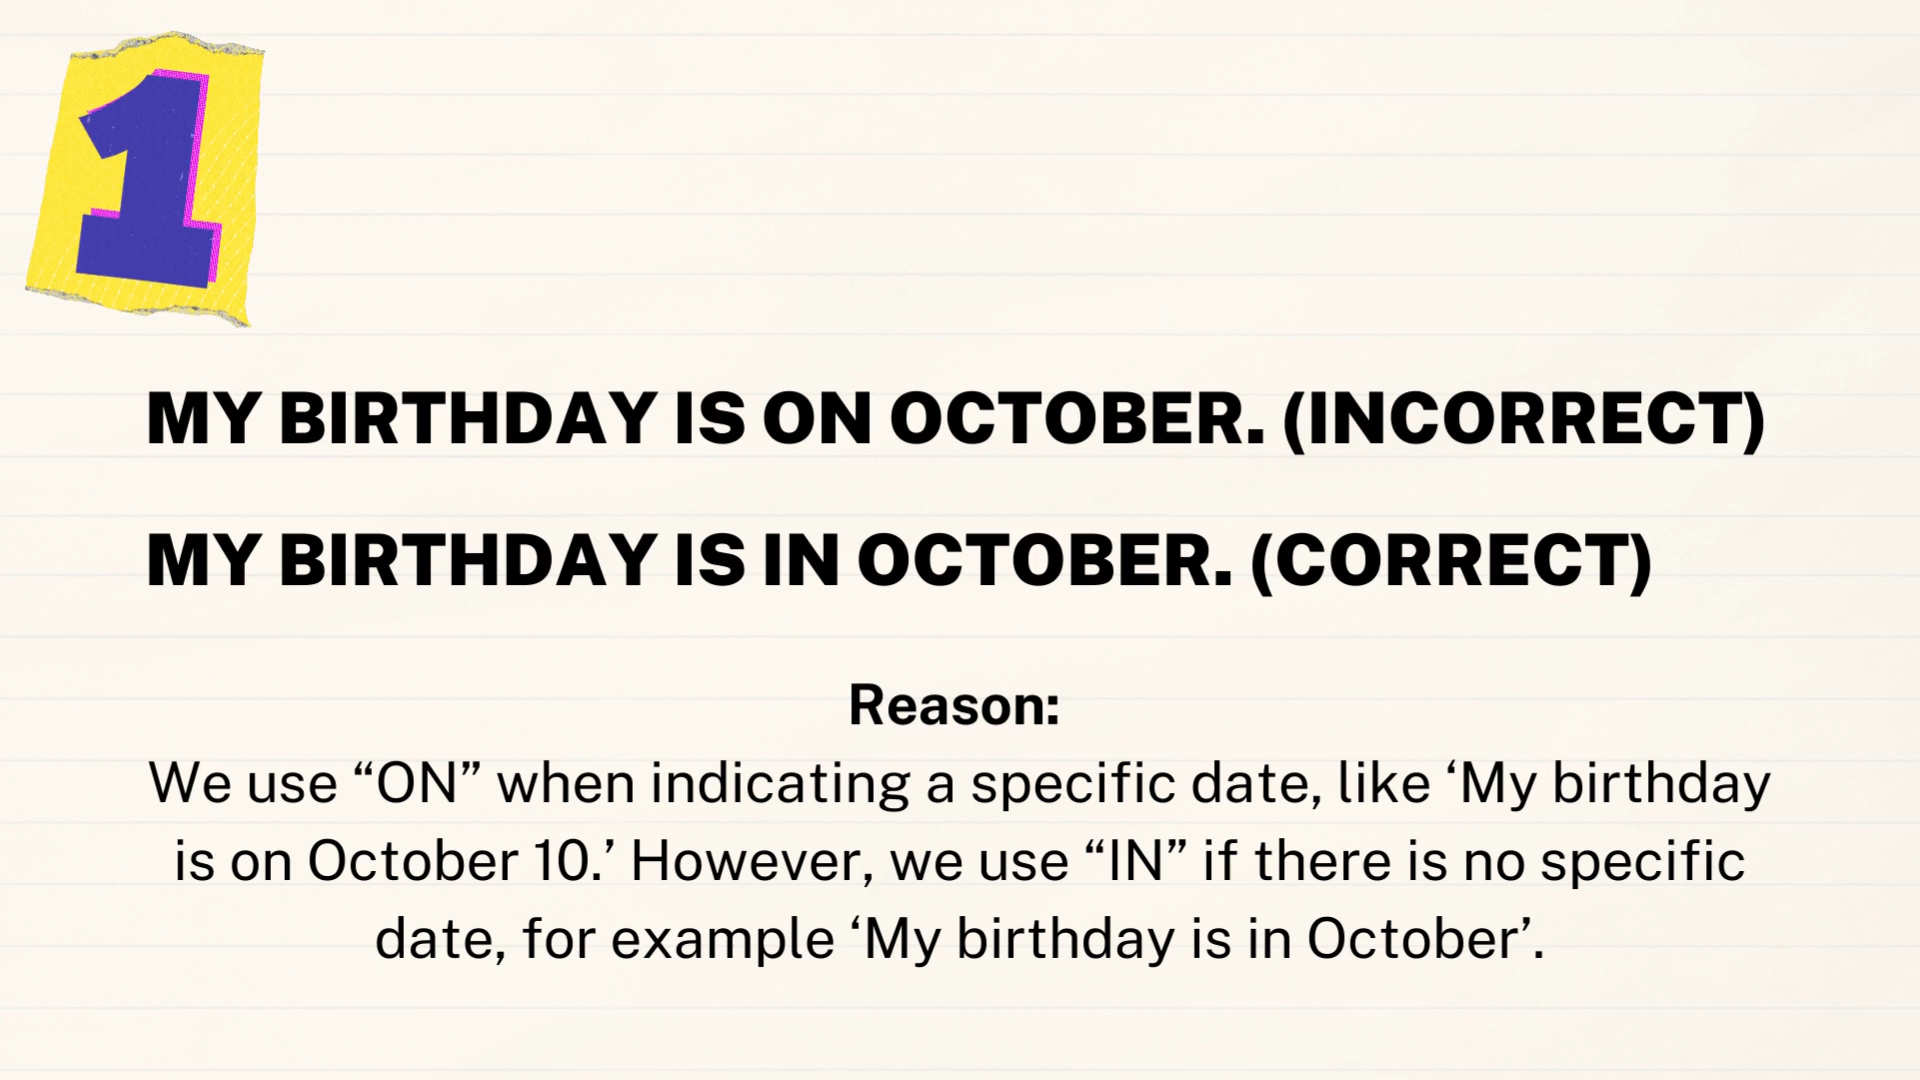 1
MY BIRTHDAY IS ON OCTOBER. (INCORRECT)
MY BIRTHDAY IS IN OCTOBER. (CORRECT)
Reason:
We use “ON” when indicating a specific date, like ‘My birthday
is on October 10.’ However, we use “IN” if there is no specific
date, for example ‘My birthday is in October’.